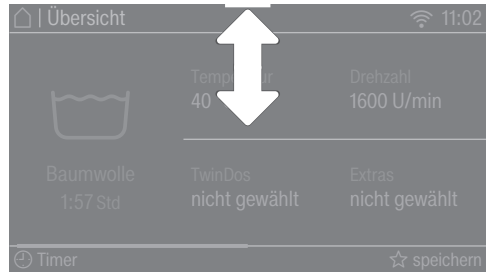 | Übersicht 11:02
Drehzahl
40 1600 U/min
Baumwolle TwinDos Extras
1:57 Std nicht gewählt nicht gewählt
Timer speichern